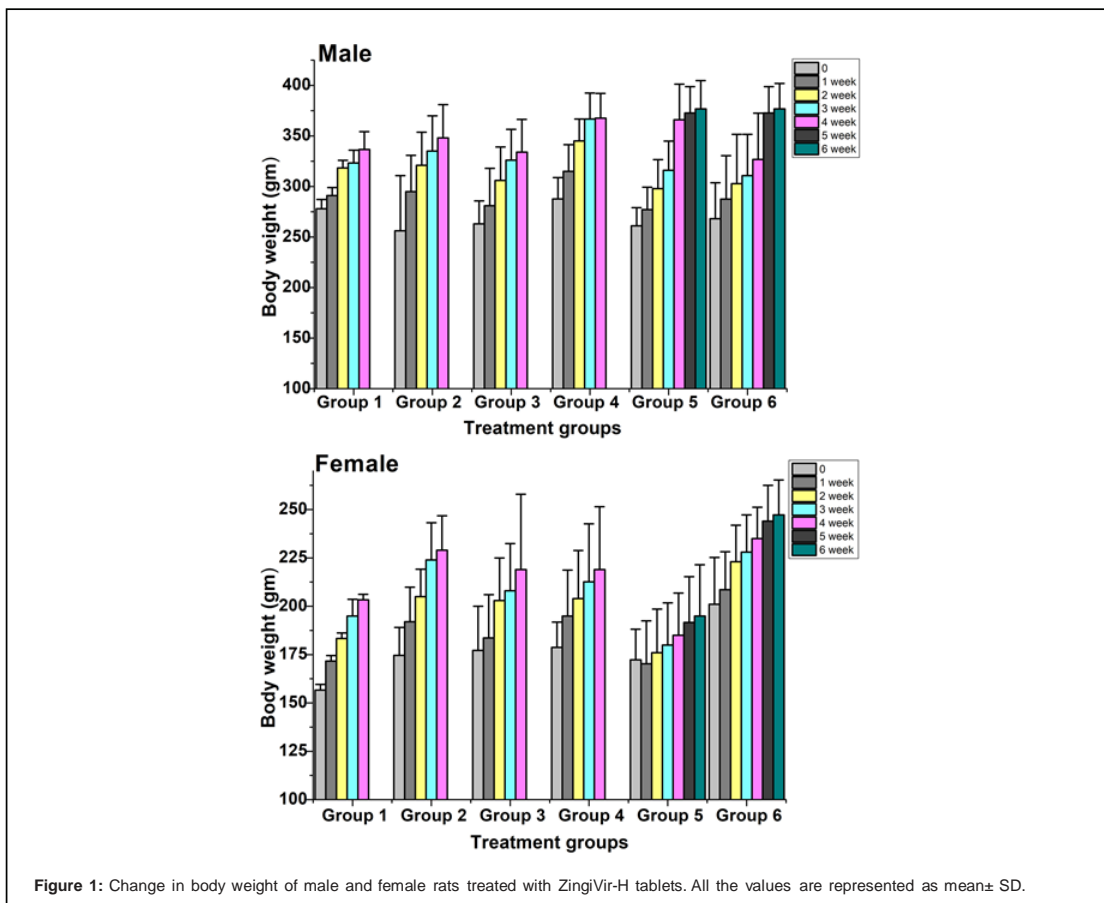 Male
400
350
300
250
200
150
100
Body weight (gm)
0
1 week
2 week
3 week
4 week
5 week
6 week
Group 1 Group 2 Group 3 Group 4 Group 5 Group 6
Treatment groups
Female
250
225
200
175
150
125
100
Body weight (gm)
0
1 week
2 week
3 week
4 week
5 week
6 week
Group 1 Group 2 Group 3 Group 4 Group 5 Group 6
Treatment groups
Figure 1: Change in body weight of male and female rats treated with ZingiVir-H tablets. All the values are represented as mean± SD.